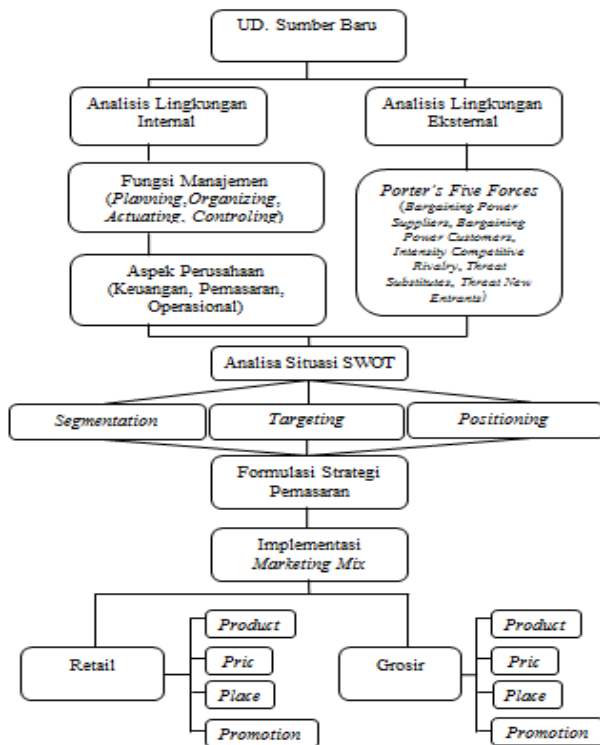 UD. Sumber Baru
Analisis Lingkungan
Internal
Analisis Lingkungan
Eksternal
Fungsi Manajemen
(Planning,Organizing,
Actuating, Controling)
Porter's Five Forces
(Bargaining Power
Suppliers, Bargaining
Power Customers,
Intensity Competitive
Rivalry, Threat
Substitutes, Threat New
Entrants)
Aspek Perusahaan
(Keuangan, Pemasaran,
Operasional)
Analisa Situasi SWOT
Segmentation
Targeting
Positioning
Formulasi Strategi
Pemasaran
Implementasi
Marketing Mix
Retail
Product
Pric
Place
Promotion
Grosir
Product
Pric
Place
Promotion